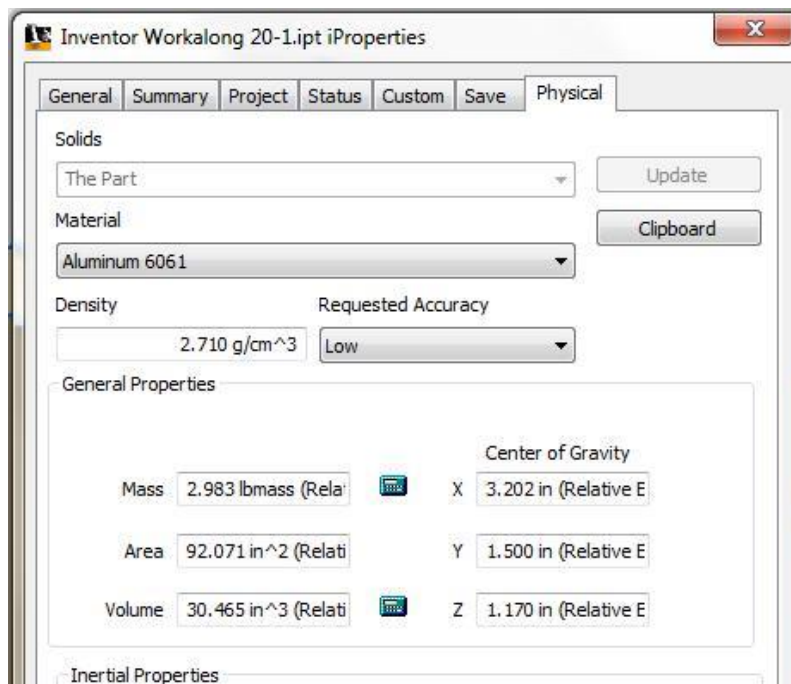 Inventor Workalong 20-1.ipt iProperties
General Summary Project Status Custom Save Physical
Solids
The Part
Update
Material
Clipboard
Aluminum 6061
Density Requested Accuracy
2.710 g/cm^3 Low
General Properties
Center of Gravity
Mass 2.983 lbmass (Rela X 3.202 in (Relative E
Area 92.071 in^2 (Relati Y 1.500 in (Relative E
Volume 30.465 in^3 (Relati Z 1.170 in (Relative E
Inertial Properties